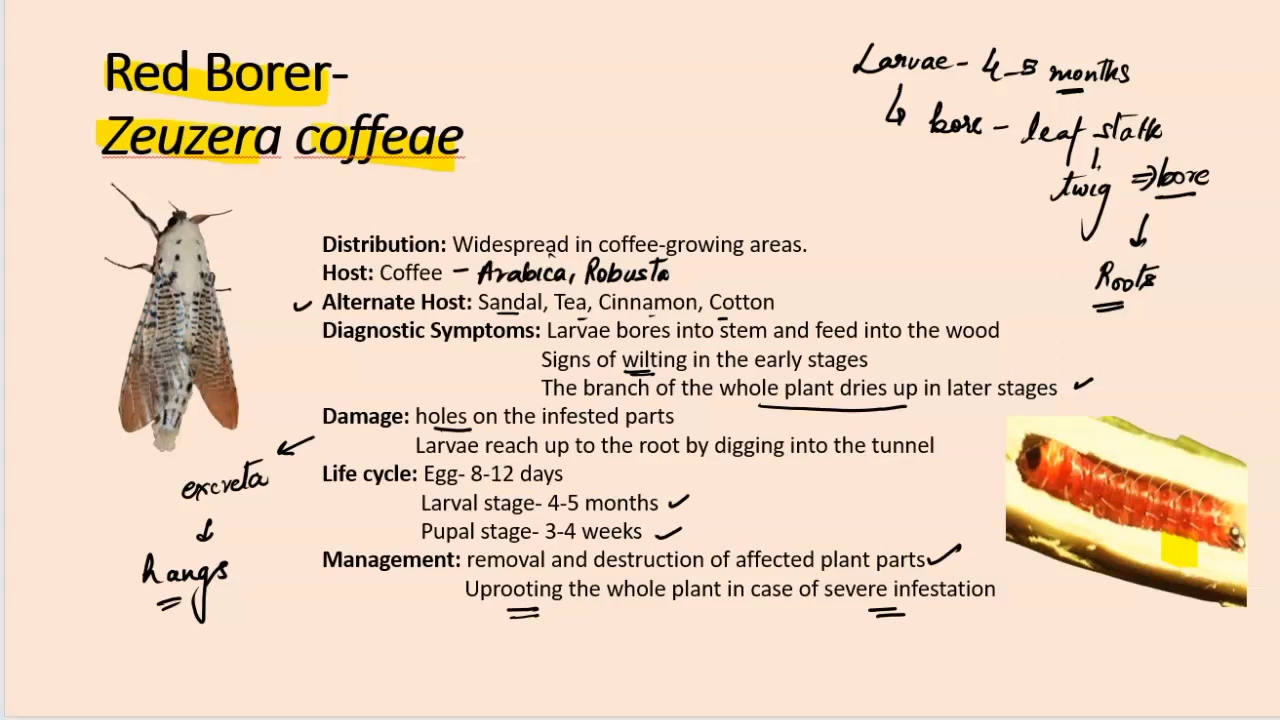 Red Borer-
Zeuzera coffeae
Larvae - 4-5 months
↳ bore - leaf stalk
↓
twig ⇒ bore
↓
Roots
Distribution: Widespread in coffee-growing areas.
Host: Coffee - Arabica, Robusta
✓ Alternate Host: Sandal, Tea, Cinnamon, Cotton
Diagnostic Symptoms: Larvae bores into stem and feed into the wood
Signs of wilting in the early stages
The branch of the whole plant dries up in later stages ✓
Damage: holes on the infested parts
Larvae reach up to the root by digging into the tunnel
Life cycle: Egg- 8-12 days
Larval stage- 4-5 months ✓
Pupal stage- 3-4 weeks ✓
Management: removal and destruction of affected plant parts ✓
Uprooting the whole plant in case of severe infestation
excreta
↓
hangs